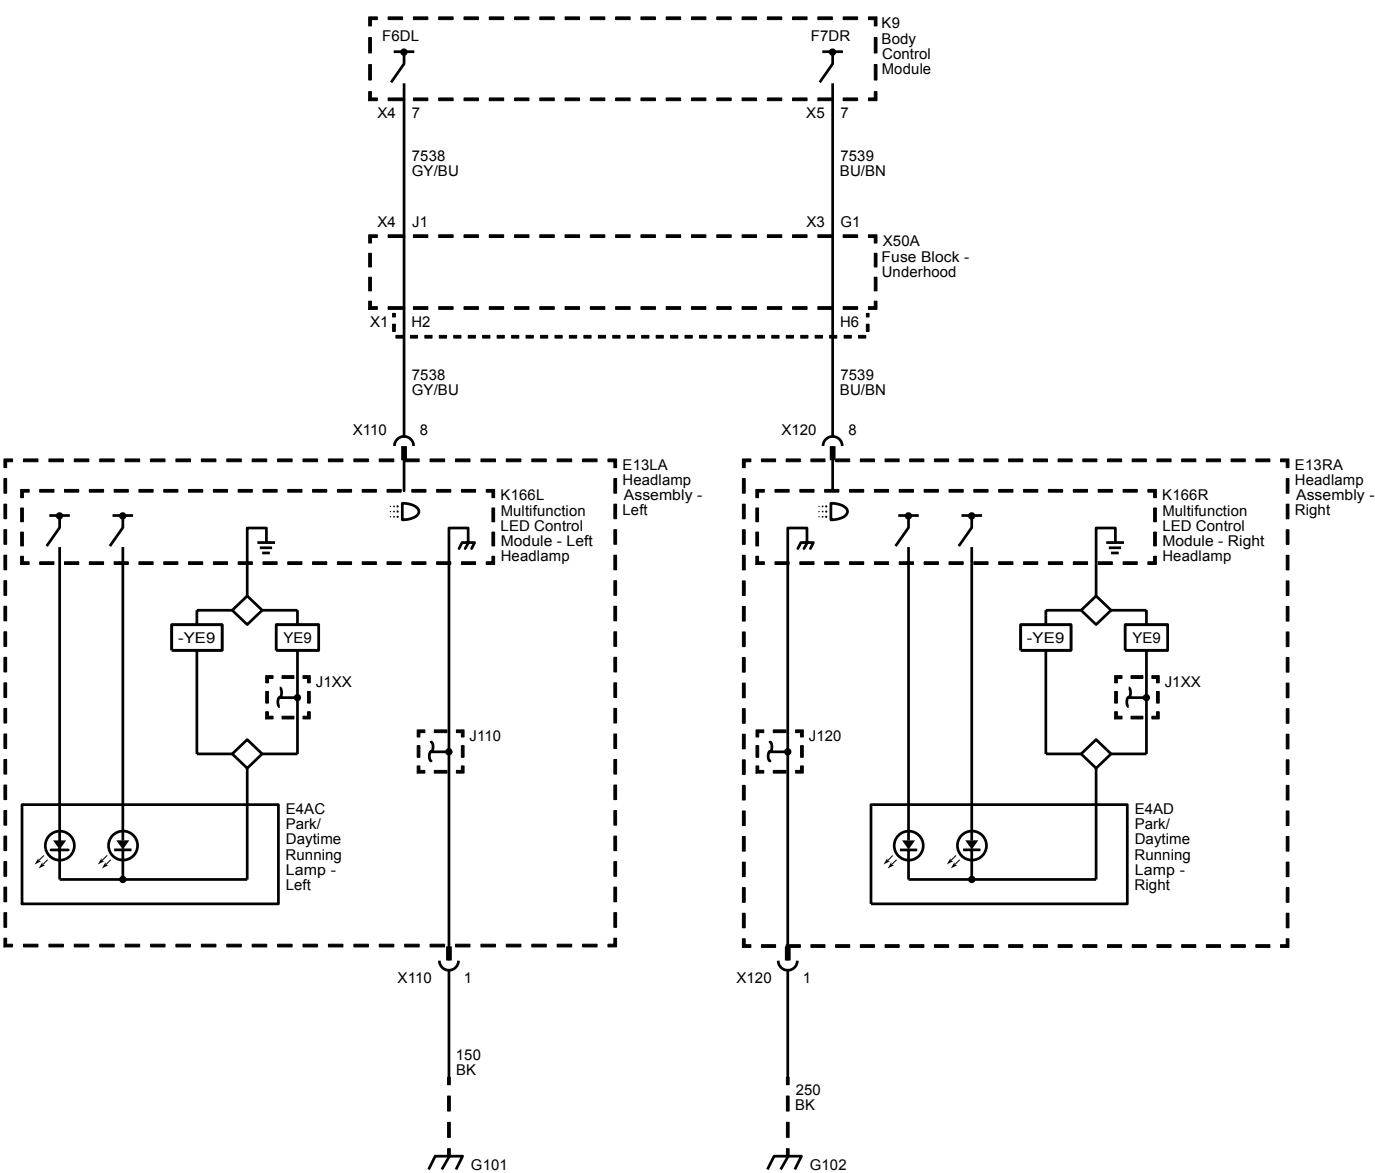 F6DL
F7DR
K9
Body
Control
Module
X4 7
X5 7
7538
GY/BU
7539
BU/BN
X4 J1
X3 G1
X50A
Fuse Block -
Underhood
X1 H2
H6
7538
GY/BU
7539
BU/BN
X110 8
X120 8
E13LA
Headlamp
Assembly -
Left
E13RA
Headlamp
Assembly -
Right
K166L
Multifunction
LED Control
Module - Left
Headlamp
K166R
Multifunction
LED Control
Module - Right
Headlamp
-YE9
YE9
-YE9
YE9
J1XX
J1XX
J110
J120
E4AC
Park/
Daytime
Running
Lamp -
Left
E4AD
Park/
Daytime
Running
Lamp -
Right
X110 1
X120 1
150
BK
250
BK
G101
G102